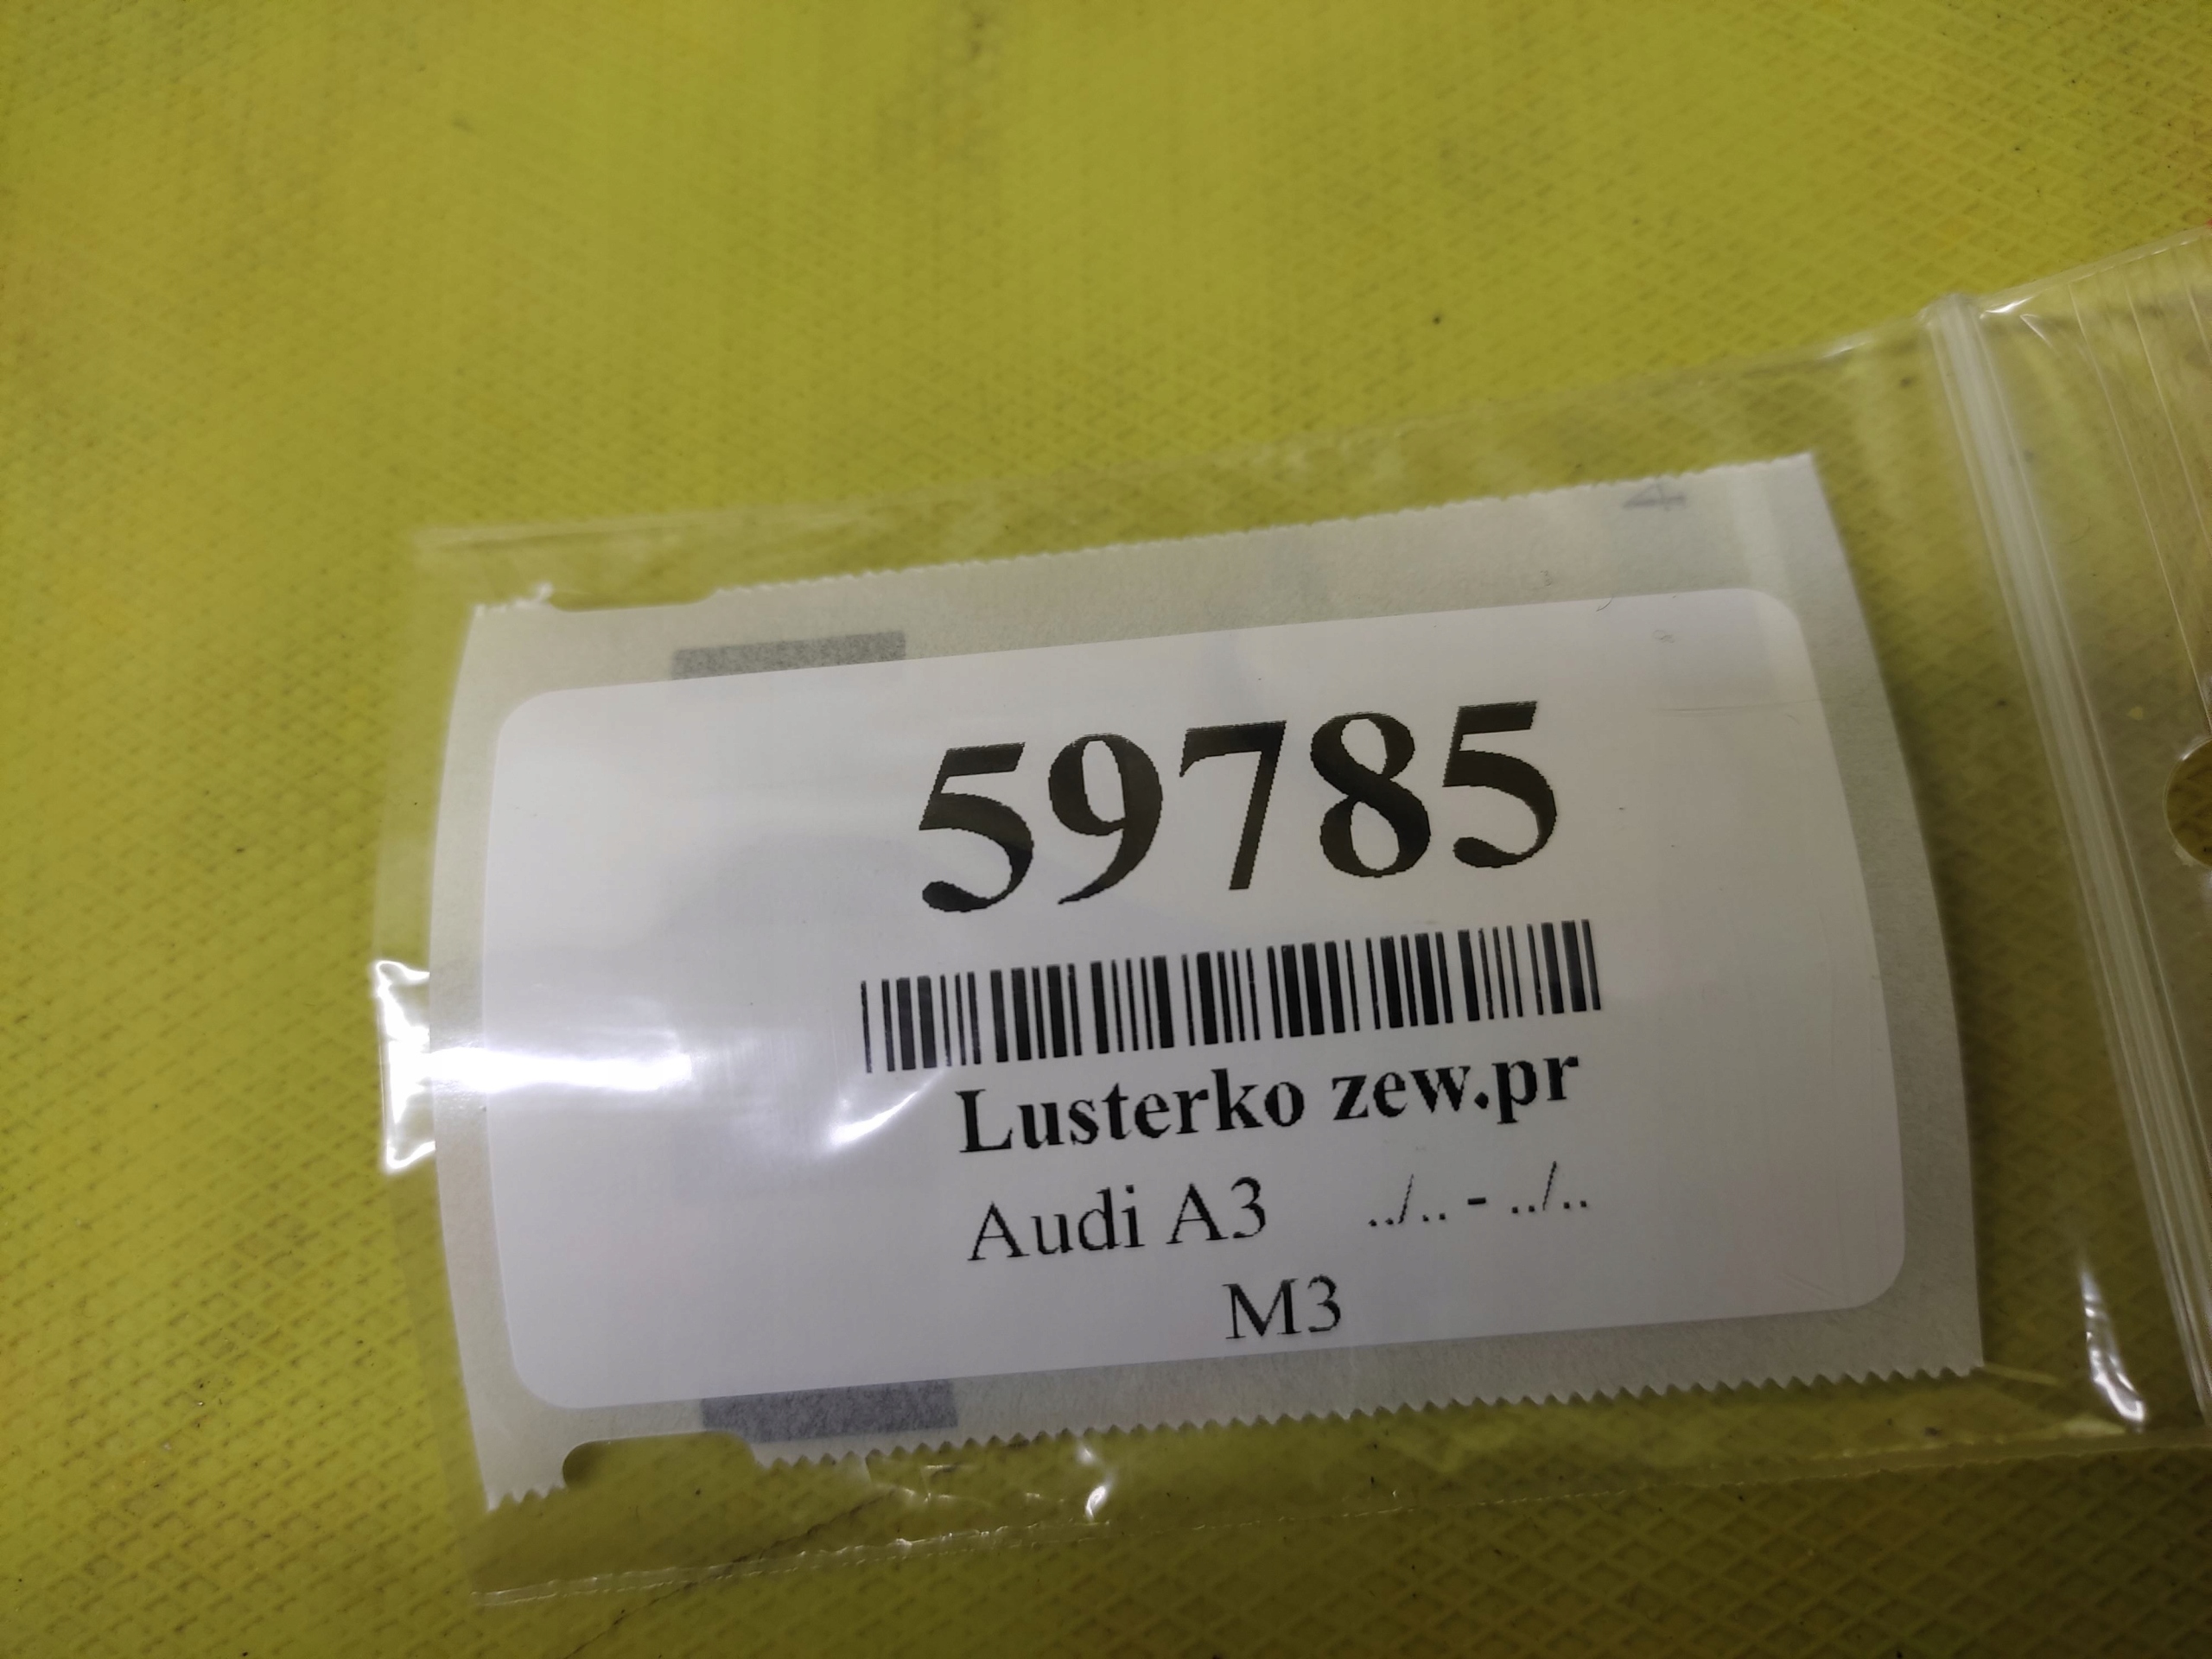 59785
Lusterko zew.pr
Audi A3 ../.. - ../..
M3